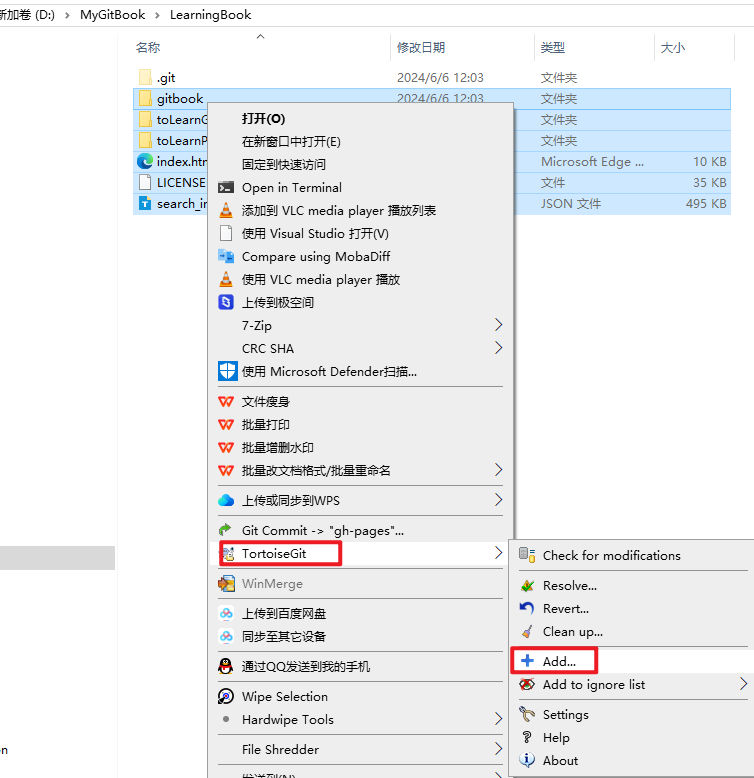 新加卷 (D:) › MyGitBook › LearningBook
名称 修改日期 类型 大小
.git 2024/6/6 12:03 文件夹
gitbook 2024/6/6 12:03 文件夹
toLearnG 文件夹
toLearnP 文件夹
index.htm Microsoft Edge ... 10 KB
LICENSE 文件 35 KB
search_in JSON 文件 495 KB
打开(O)
在新窗口中打开(E)
固定到快速访问
Open in Terminal
添加到 VLC media player 播放列表
使用 Visual Studio 打开(V)
Compare using MobaDiff
使用 VLC media player 播放
上传到极空间
7-Zip
CRC SHA
使用 Microsoft Defender扫描...
文件瘦身
批量打印
批量增删水印
批量改文档格式/批量重命名
上传或同步到WPS
Git Commit -> "gh-pages"...
TortoiseGit
WinMerge
上传到百度网盘
同步至其它设备
通过QQ发送到我的手机
Wipe Selection
Hardwipe Tools
File Shredder
发送到(N)
Check for modifications
Resolve...
Revert...
Clean up...
Add...
Add to ignore list
Settings
Help
About
on